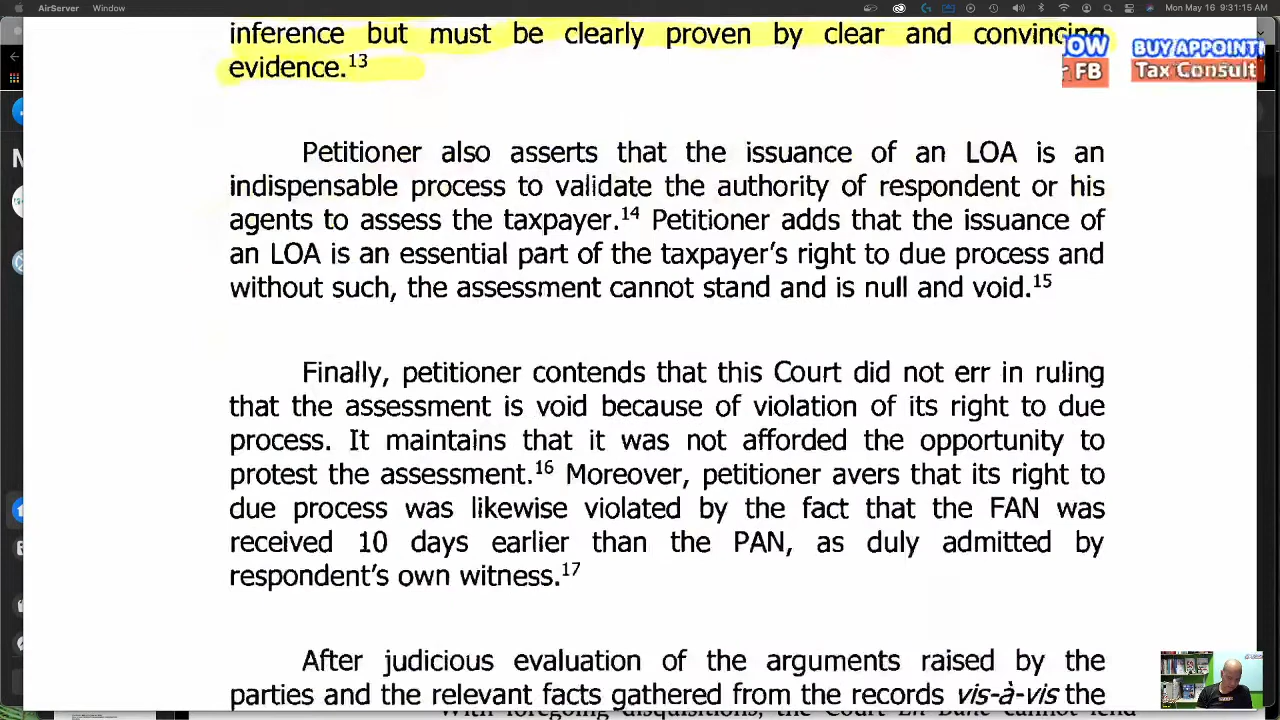 AirServer Window Mon May 16 9:31:15 AM
inference but must be clearly proven by clear and convincing
evidence.13
OW BUY APPOINT
r FB Tax Consult
Petitioner also asserts that the issuance of an LOA is an
indispensable process to validate the authority of respondent or his
agents to assess the taxpayer.14 Petitioner adds that the issuance of
an LOA is an essential part of the taxpayer's right to due process and
without such, the assessment cannot stand and is null and void.15
Finally, petitioner contends that this Court did not err in ruling
that the assessment is void because of violation of its right to due
process. It maintains that it was not afforded the opportunity to
protest the assessment.16 Moreover, petitioner avers that its right to
due process was likewise violated by the fact that the FAN was
received 10 days earlier than the PAN, as duly admitted by
respondent's own witness.17
After judicious evaluation of the arguments raised by the
parties and the relevant facts gathered from the records vis-à-vis the